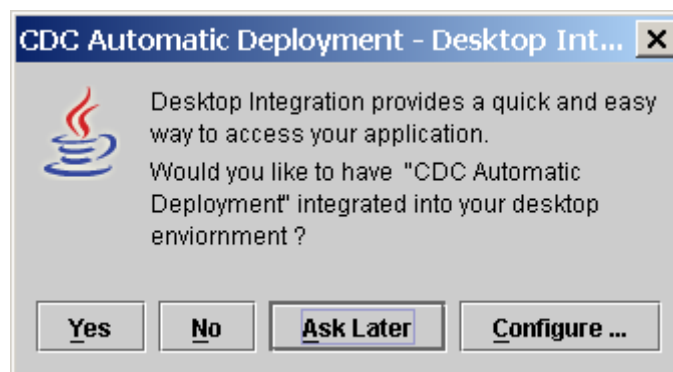 CDC Automatic Deployment - Desktop Int...
Desktop Integration provides a quick and easy
way to access your application.
Would you like to have "CDC Automatic
Deployment" integrated into your desktop
enviornment ?
Yes No Ask Later Configure ...